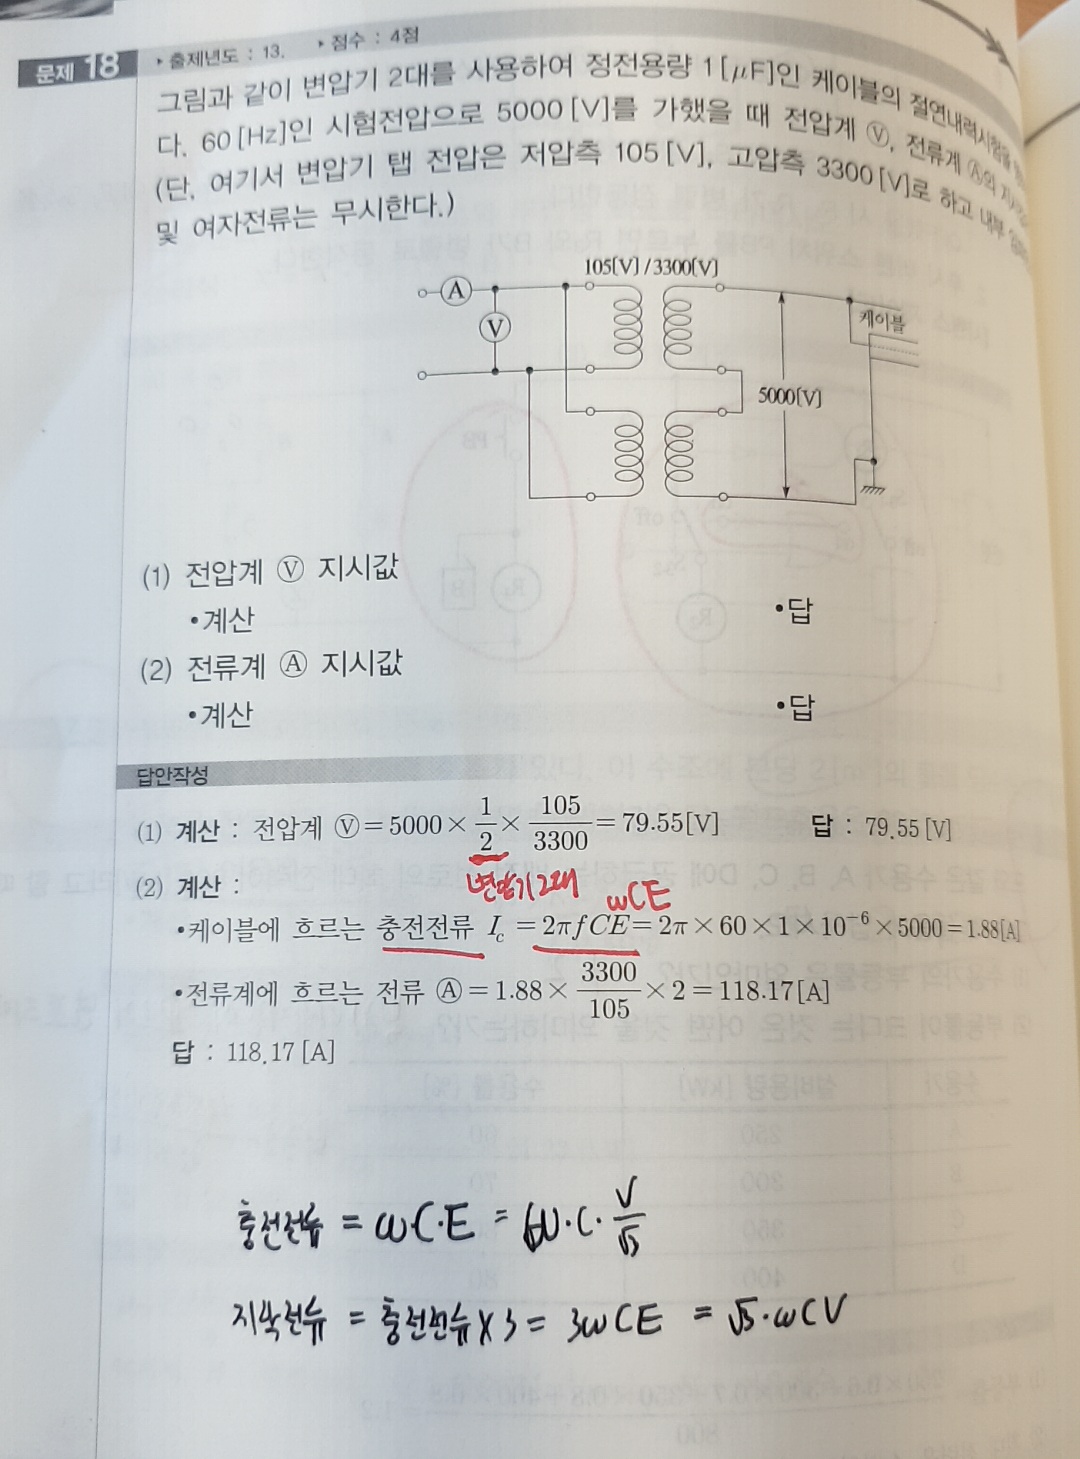 문제 18
▸출제년도 : 13. ▸점수 : 4점
그림과 같이 변압기 2대를 사용하여 정전용량 1[μF]인 케이블의 절연내력시험을
다. 60[Hz]인 시험전압으로 5000[V]를 가했을 때 전압계 Ⓥ, 전류계 Ⓐ의
(단, 여기서 변압기 탭 전압은 저압측 105[V], 고압측 3300[V]로 하고 내부
및 여자전류는 무시한다.)
105[V]/3300[V]
A
V
케이블
5000[V]
(1) 전압계 Ⓥ 지시값
•계산 •답
(2) 전류계 Ⓐ 지시값
•계산 •답
답안작성
(1) 계산 : 전압계 Ⓥ=5000×1/2×105/3300=79.55[V] 답 : 79.55[V]
변압기2대
(2) 계산 :
ωCE
•케이블에 흐르는 충전전류 I_c=2πfCE=2π×60×1×10⁻⁶×5000=1.88[A]
•전류계에 흐르는 전류 Ⓐ=1.88×3300/105×2=118.17[A]
답 : 118.17[A]
충전전류 = ω·C·E = ω·C·V/√3
지락전류 = 충전전류×3 = 3ωCE = √3·ωCV